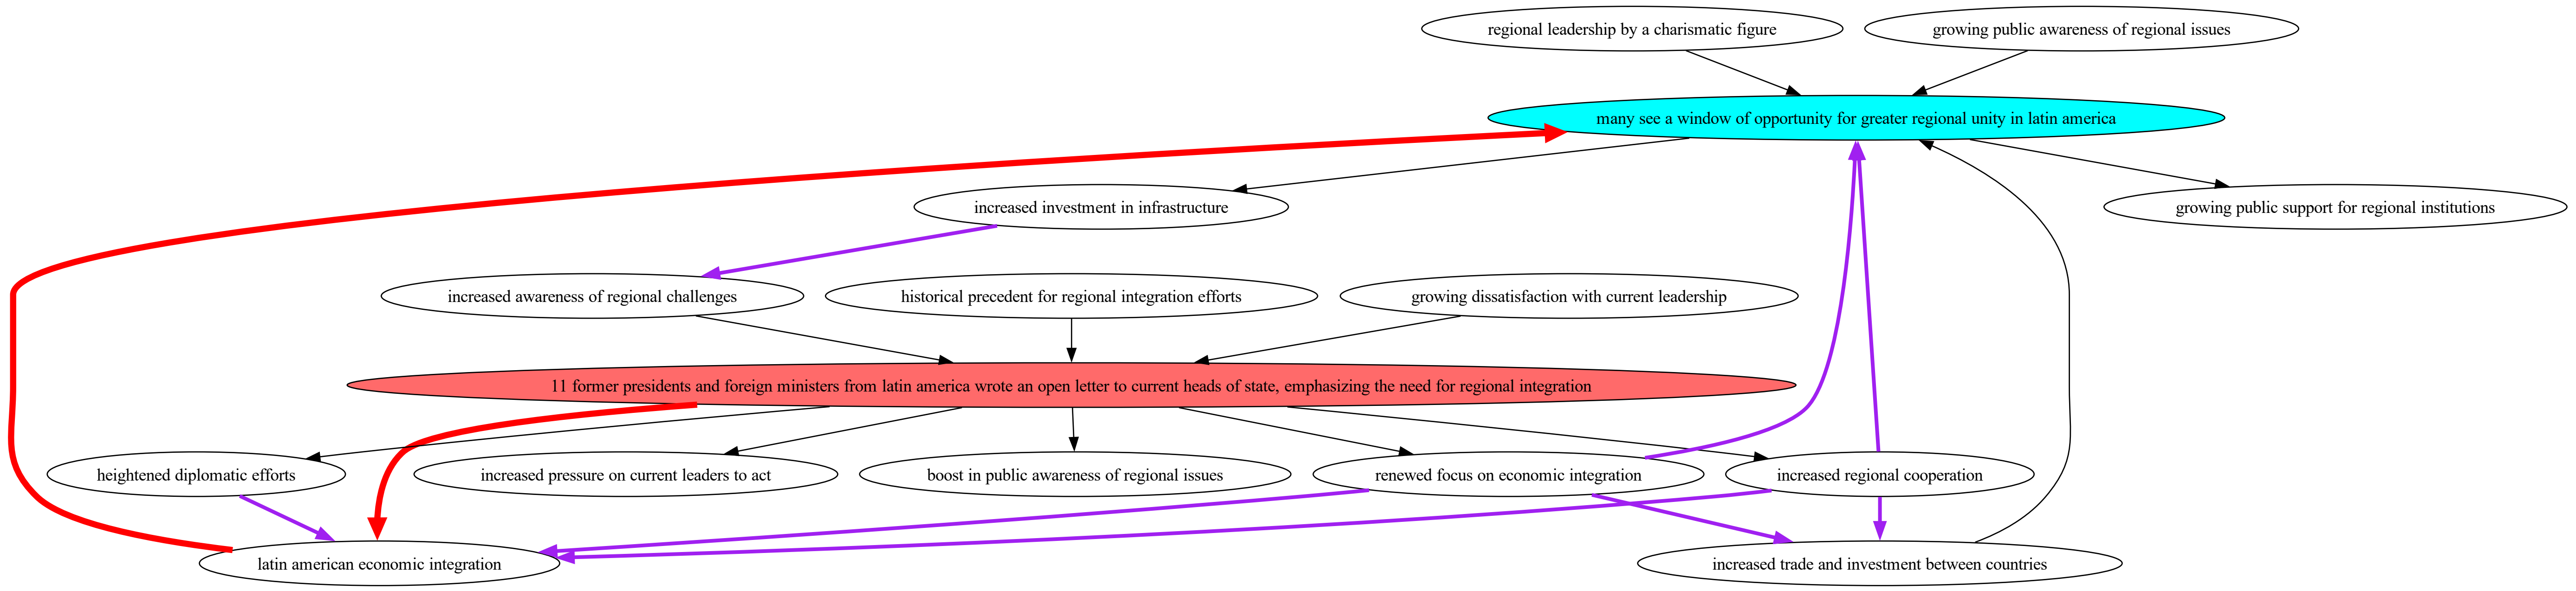 regional leadership by a charismatic figure
growing public awareness of regional issues
many see a window of opportunity for greater regional unity in latin america
increased investment in infrastructure
growing public support for regional institutions
increased awareness of regional challenges
historical precedent for regional integration efforts
growing dissatisfaction with current leadership
11 former presidents and foreign ministers from latin america wrote an open letter to current heads of state, emphasizing the need for regional integration
heightened diplomatic efforts
increased pressure on current leaders to act
boost in public awareness of regional issues
renewed focus on economic integration
increased regional cooperation
latin american economic integration
increased trade and investment between countries